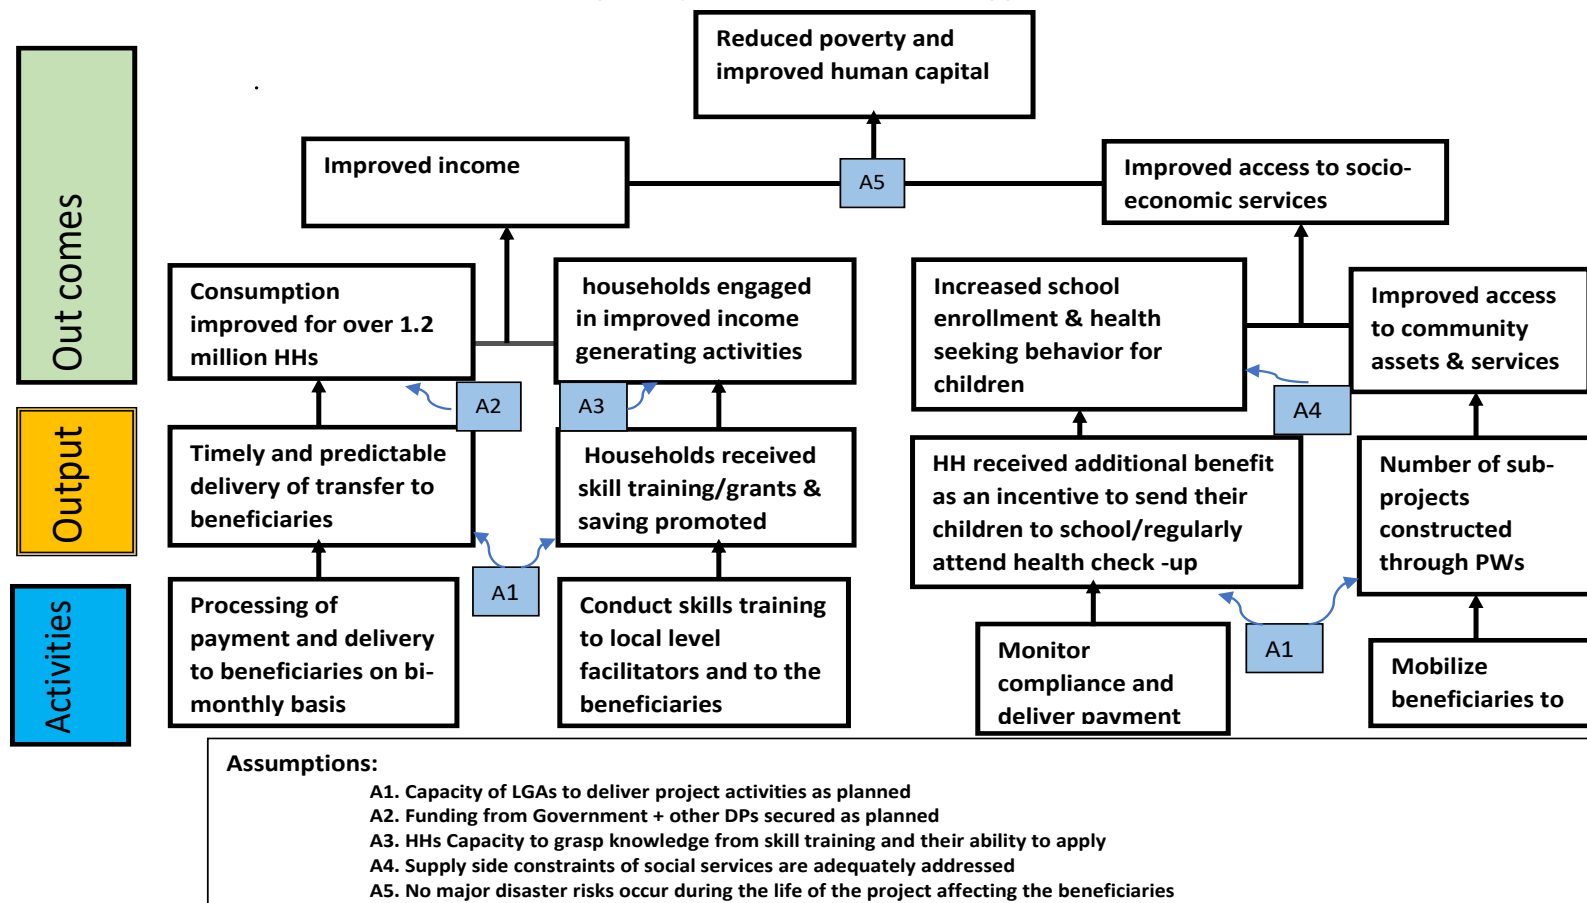 Reduced poverty and
improved human capital
Out comes
Improved income
A5
Improved access to socio-
economic services
Consumption
improved for over 1.2
million HHs
households engaged
in improved income
generating activities
Increased school
enrollment & health
seeking behavior for
children
Improved access
to community
assets & services
A2
A3
A4
Output
Timely and predictable
delivery of transfer to
beneficiaries
Households received
skill training/grants &
saving promoted
HH received additional benefit
as an incentive to send their
children to school/regularly
attend health check -up
Number of sub-
projects
constructed
through PWs
A1
A1
Activities
Processing of
payment and delivery
to beneficiaries on bi-
monthly basis
Conduct skills training
to local level
facilitators and to the
beneficiaries
Monitor
compliance and
deliver payment
Mobilize
beneficiaries to
Assumptions:
A1. Capacity of LGAs to deliver project activities as planned
A2. Funding from Government + other DPs secured as planned
A3. HHs Capacity to grasp knowledge from skill training and their ability to apply
A4. Supply side constraints of social services are adequately addressed
A5. No major disaster risks occur during the life of the project affecting the beneficiaries